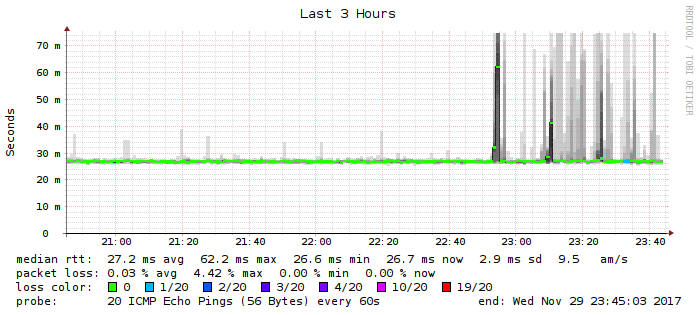 Last 3 Hours
RRDTOOL / TOBI OETIKER
Seconds
70 m
60 m
50 m
40 m
30 m
20 m
10 m
0
21:00 21:20 21:40 22:00 22:20 22:40 23:00 23:20 23:40
median rtt: 27.2 ms avg 62.2 ms max 26.6 ms min 26.7 ms now 2.9 ms sd 9.5 am/s
packet loss: 0.03 % avg 4.42 % max 0.00 % min 0.00 % now
loss color: 0 1/20 2/20 3/20 4/20 10/20 19/20
probe: 20 ICMP Echo Pings (56 Bytes) every 60s end: Wed Nov 29 23:45:03 2017